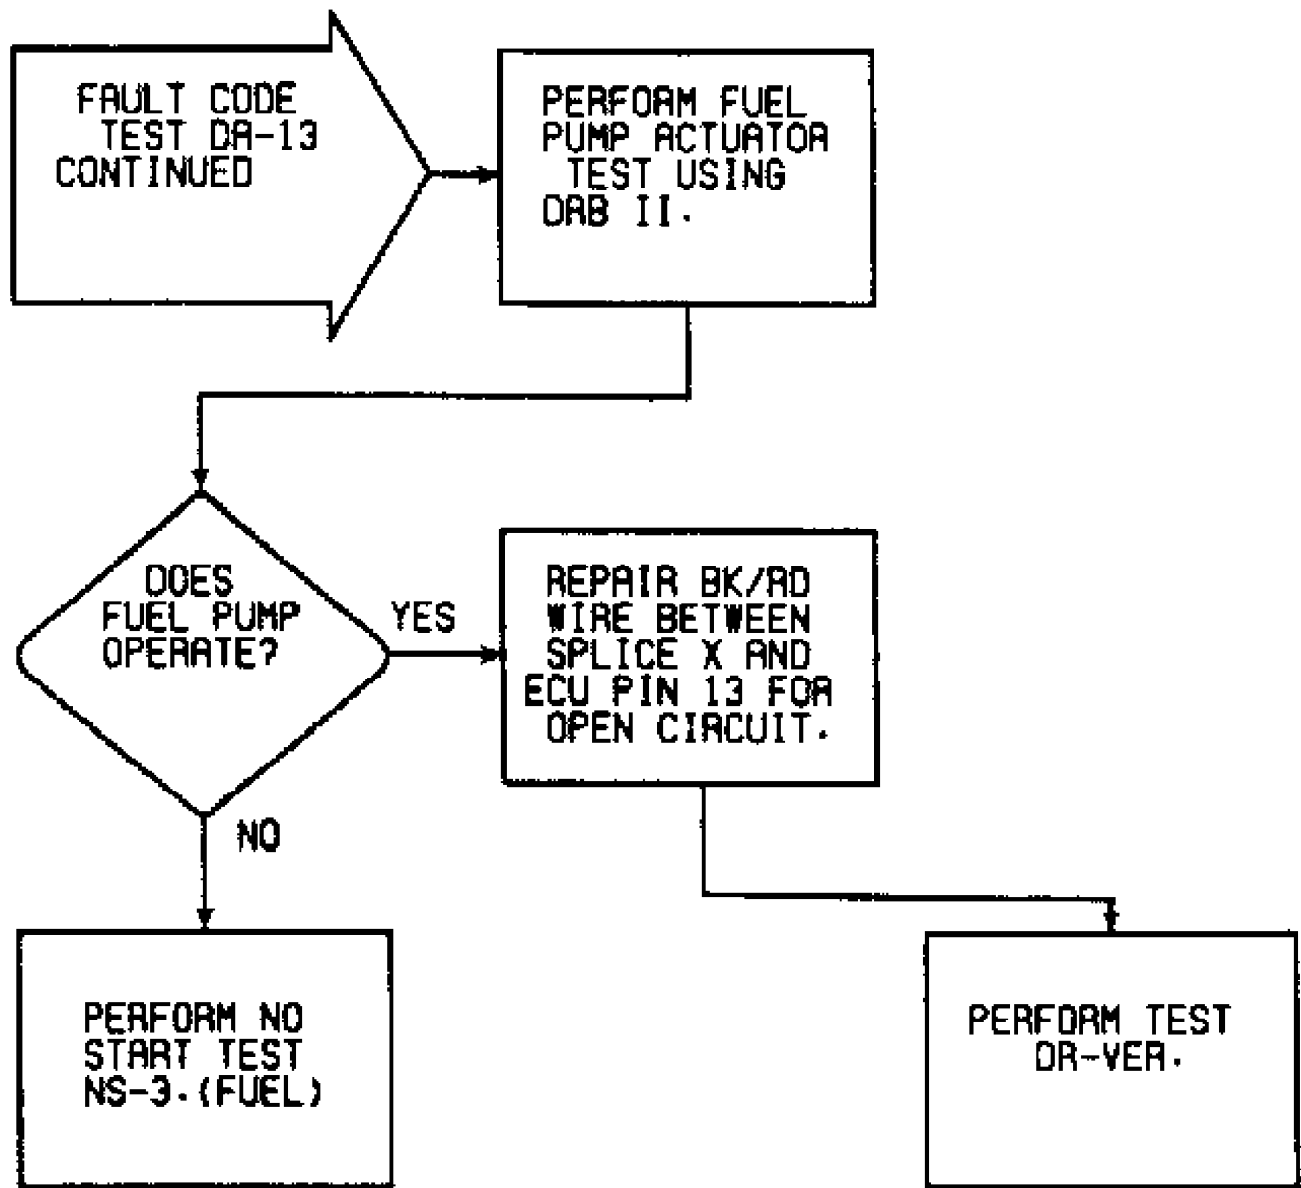 FAULT CODE
TEST DR-13
CONTINUED
PERFORM FUEL
PUMP ACTUATOR
TEST USING
DRB II.
DOES
FUEL PUMP
OPERATE?
YES
REPAIR BK/RD
WIRE BETWEEN
SPLICE X AND
ECU PIN 13 FOR
OPEN CIRCUIT.
NO
PERFORM NO
START TEST
NS-3.(FUEL)
PERFORM TEST
DR-VER.